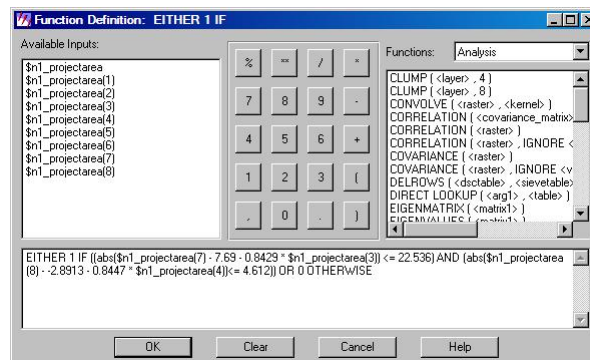 Function Definition: EITHER 1 IF
Available Inputs:
$n1_projectarea
$n1_projectarea(1)
$n1_projectarea(2)
$n1_projectarea(3)
$n1_projectarea(4)
$n1_projectarea(5)
$n1_projectarea(6)
$n1_projectarea(7)
$n1_projectarea(8)
% ** / *
7 8 9 -
4 5 6 +
1 2 3 (
, 0 . )
Functions: Analysis
CLUMP ( <layer> , 4 )
CLUMP ( <layer> , 8 )
CONVOLVE ( <raster> , <kernel> )
CORRELATION ( <covariance_matrix>
CORRELATION ( <raster> )
CORRELATION ( <raster> , IGNORE <
COVARIANCE ( <raster> )
COVARIANCE ( <raster> , IGNORE <v
DELROWS ( <dsctable> , <sievetable>
DIRECT LOOKUP ( <arg1> , <table> )
EIGENMATRIX ( <matrix1> )
EIGENVALUES ( <matrix1> )
EITHER 1 IF ((abs($n1_projectarea(7) - 7.69 - 0.8429 * $n1_projectarea(3)) <= 22.536) AND (abs($n1_projectarea
(8) - -2.8913 - 0.8447 * $n1_projectarea(4))<= 4.612)) OR 0 OTHERWISE
OK Clear Cancel Help